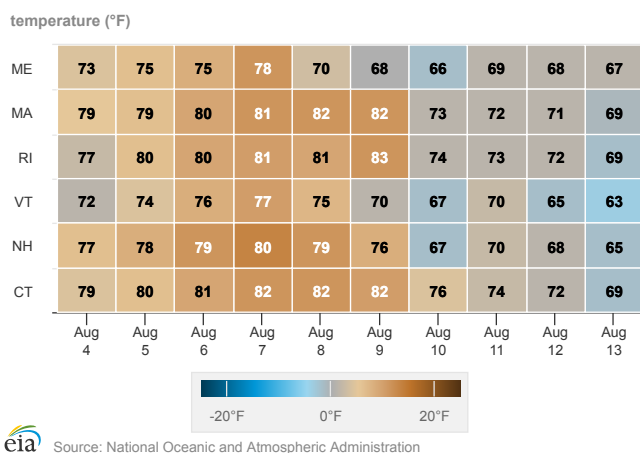 temperature (°F)
ME 73 75 75 78 70 68 66 69 68 67
MA 79 79 80 81 82 82 73 72 71 69
RI 77 80 80 81 81 83 74 73 72 69
VT 72 74 76 77 75 70 67 70 65 63
NH 77 78 79 80 79 76 67 70 68 65
CT 79 80 81 82 82 82 76 74 72 69
Aug Aug Aug Aug Aug Aug Aug Aug Aug Aug
4 5 6 7 8 9 10 11 12 13
-20°F 0°F 20°F
eia Source: National Oceanic and Atmospheric Administration